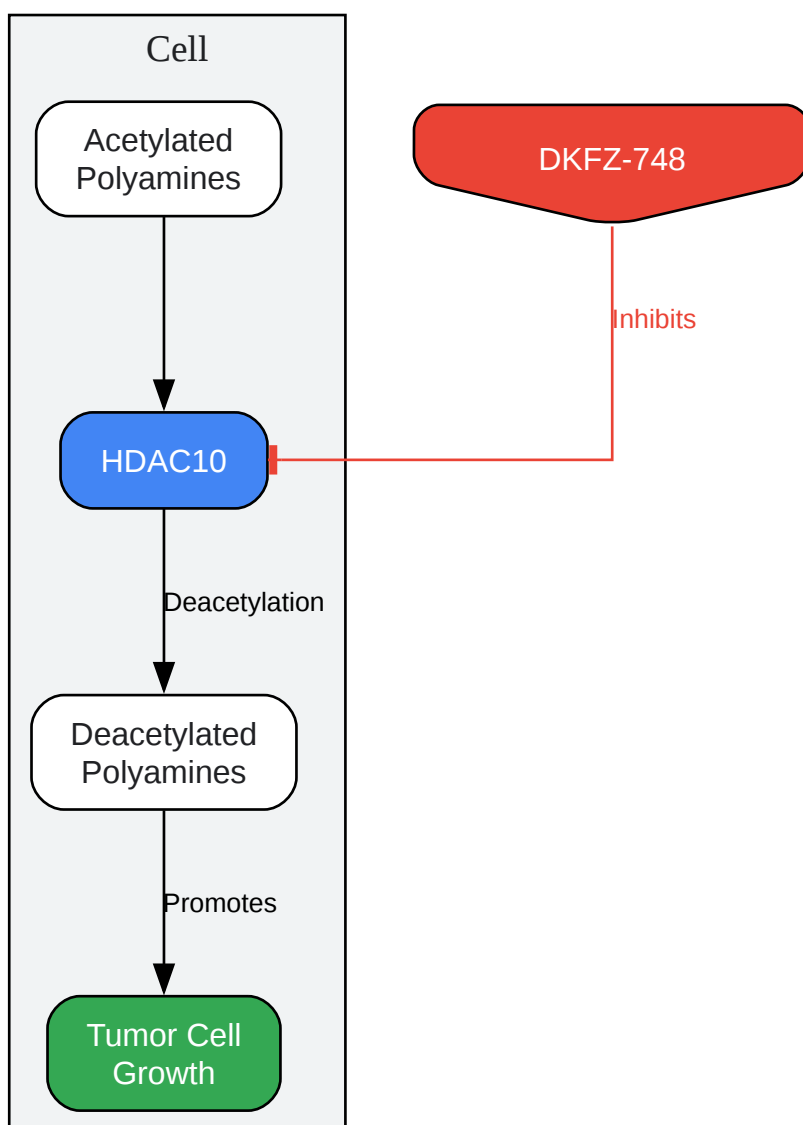 Cell
Acetylated
Polyamines
DKFZ-748
Inhibits
HDAC10
Deacetylation
Deacetylated
Polyamines
Promotes
Tumor Cell
Growth